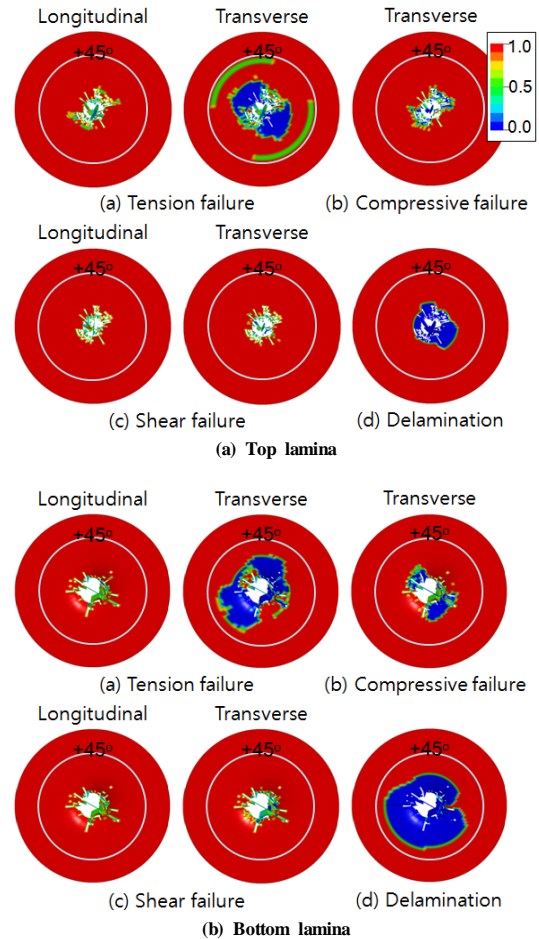 Longitudinal Transverse Transverse
+45o +45o +45o
1.0
0.5
0.0
(a) Tension failure (b) Compressive failure
Longitudinal Transverse
+45o +45o +45o
(c) Shear failure (d) Delamination
(a) Top lamina
Longitudinal Transverse Transverse
+45o +45o +45o
(a) Tension failure (b) Compressive failure
Longitudinal Transverse
+45o +45o +45o
(c) Shear failure (d) Delamination
(b) Bottom lamina